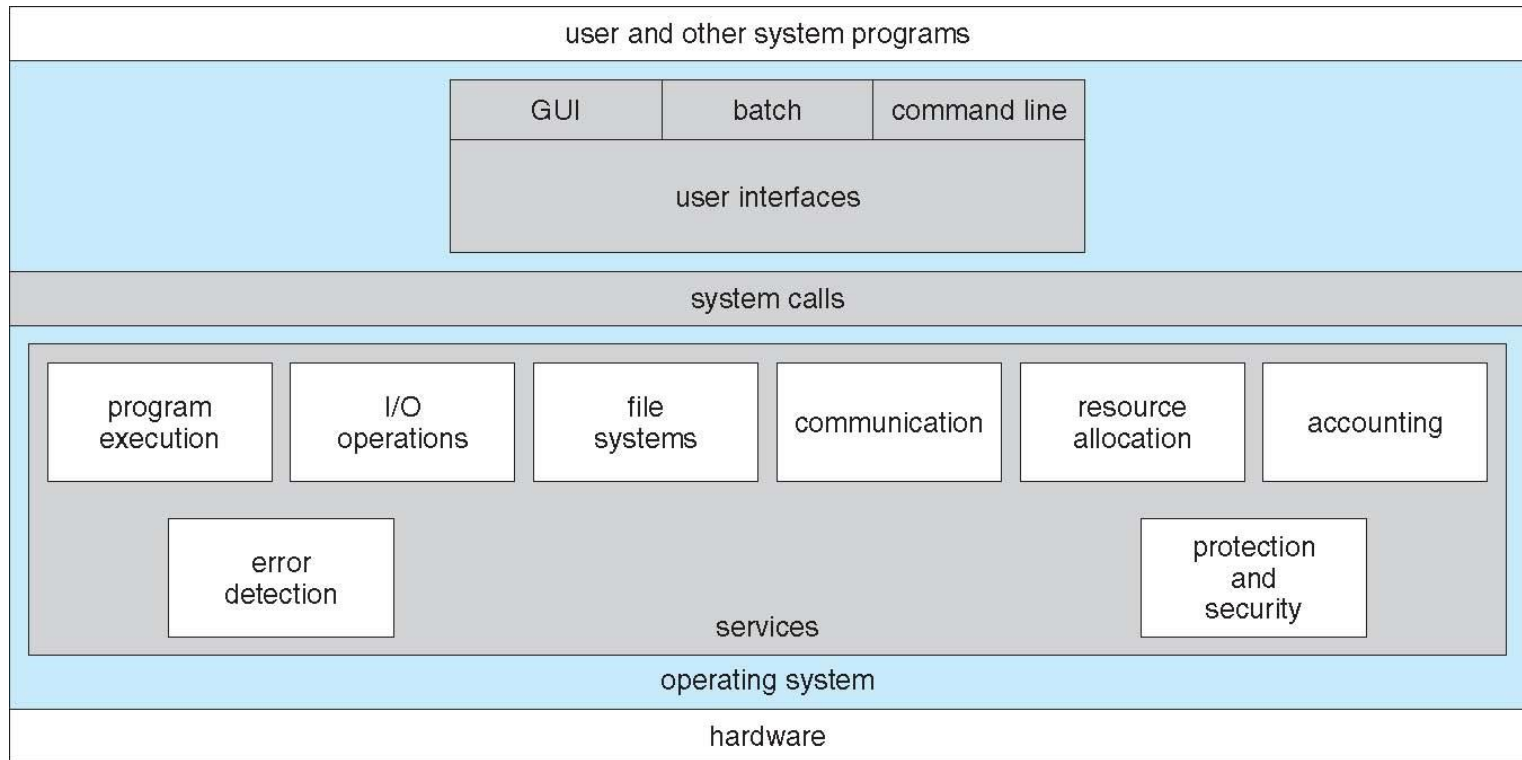 user and other system programs
GUI
batch
command line
user interfaces
system calls
program
execution
I/O
operations
file
systems
communication
resource
allocation
accounting
error
detection
protection
and
security
services
operating system
hardware